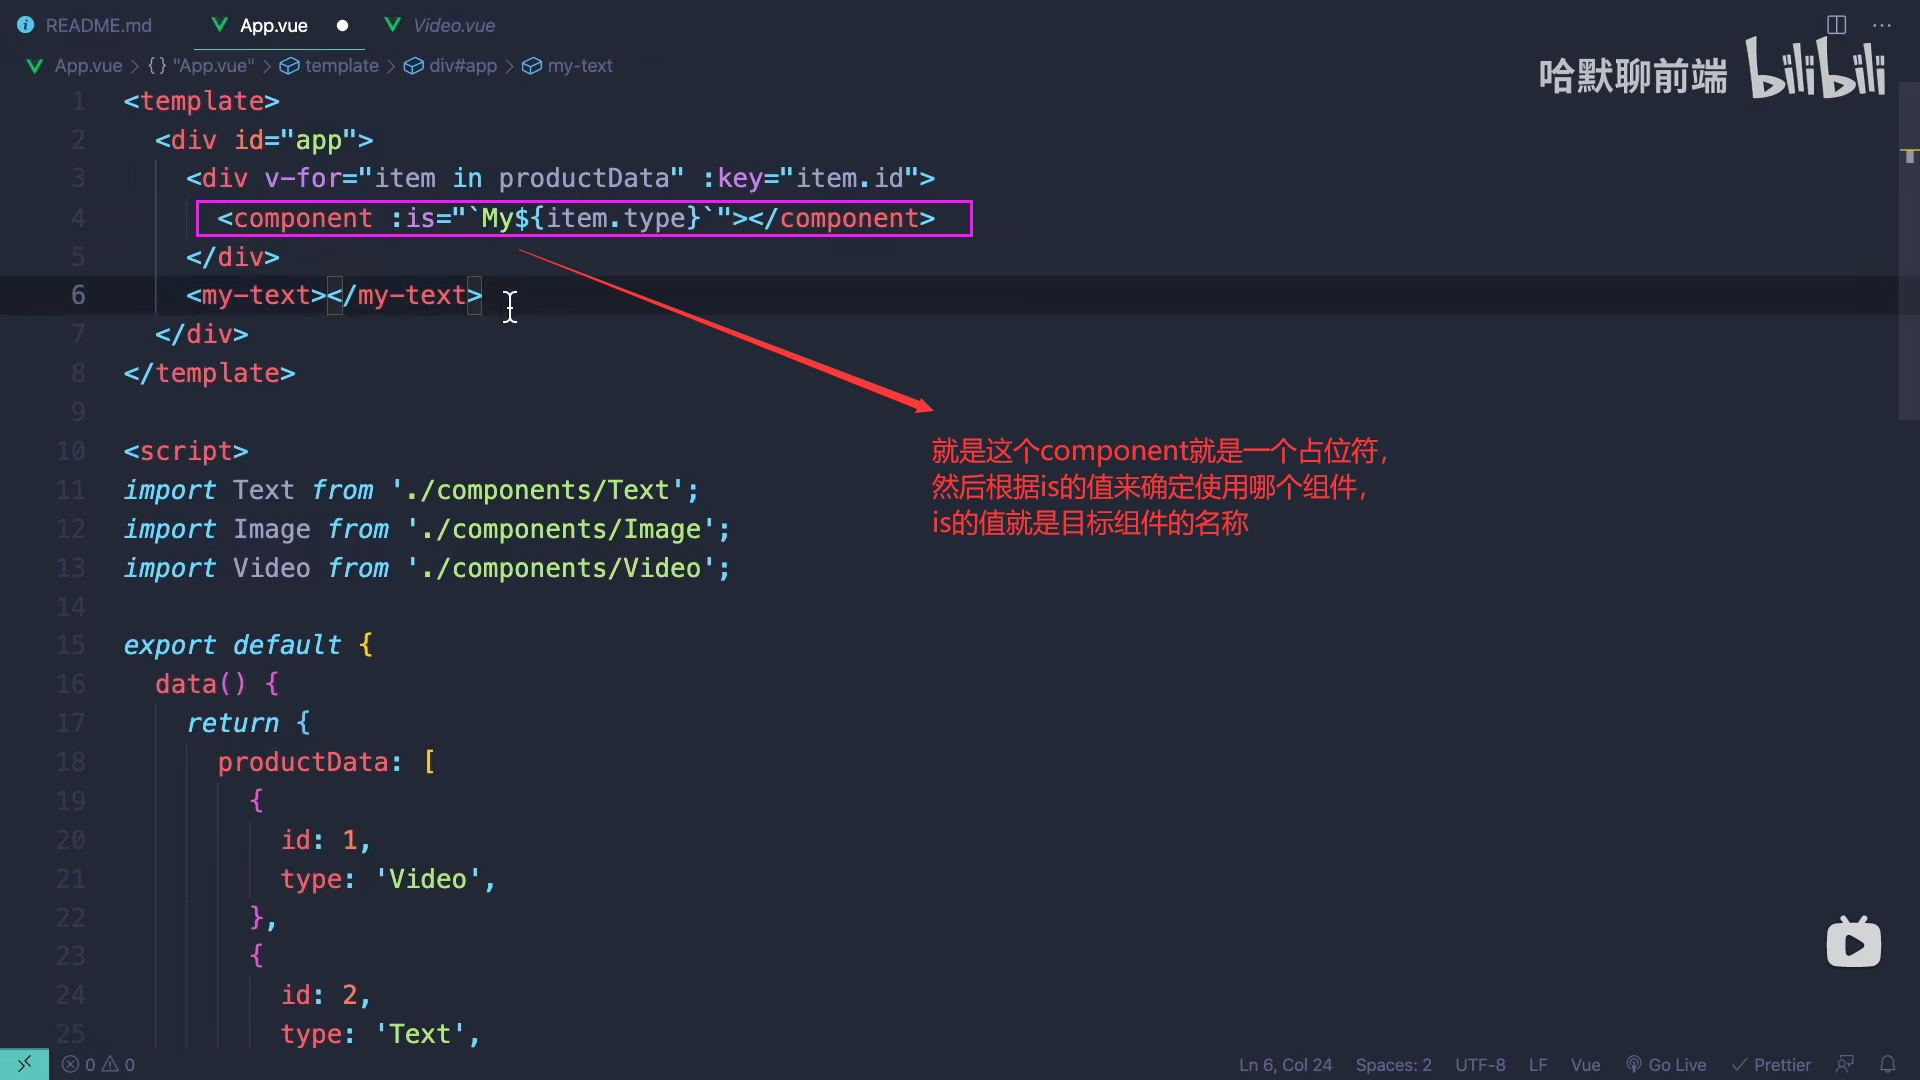 README.md App.vue Video.vue
App.vue > {} "App.vue" > template > div#app > my-text
哈默聊前端 bilibili
1 <template>
2 <div id="app">
3 <div v-for="item in productData" :key="item.id">
4 <component :is="`My${item.type}`"></component>
5 </div>
6 <my-text></my-text>
7 </div>
8 </template>
9
就是这个component就是一个占位符，
然后根据is的值来确定使用哪个组件，
is的值就是目标组件的名称
10 <script>
11 import Text from './components/Text';
12 import Image from './components/Image';
13 import Video from './components/Video';
14
15 export default {
16 data() {
17 return {
18 productData: [
19 {
20 id: 1,
21 type: 'Video',
22 },
23 {
24 id: 2,
25 type: 'Text',
0 0 Ln 6, Col 24 Spaces: 2 UTF-8 LF Vue Go Live Prettier